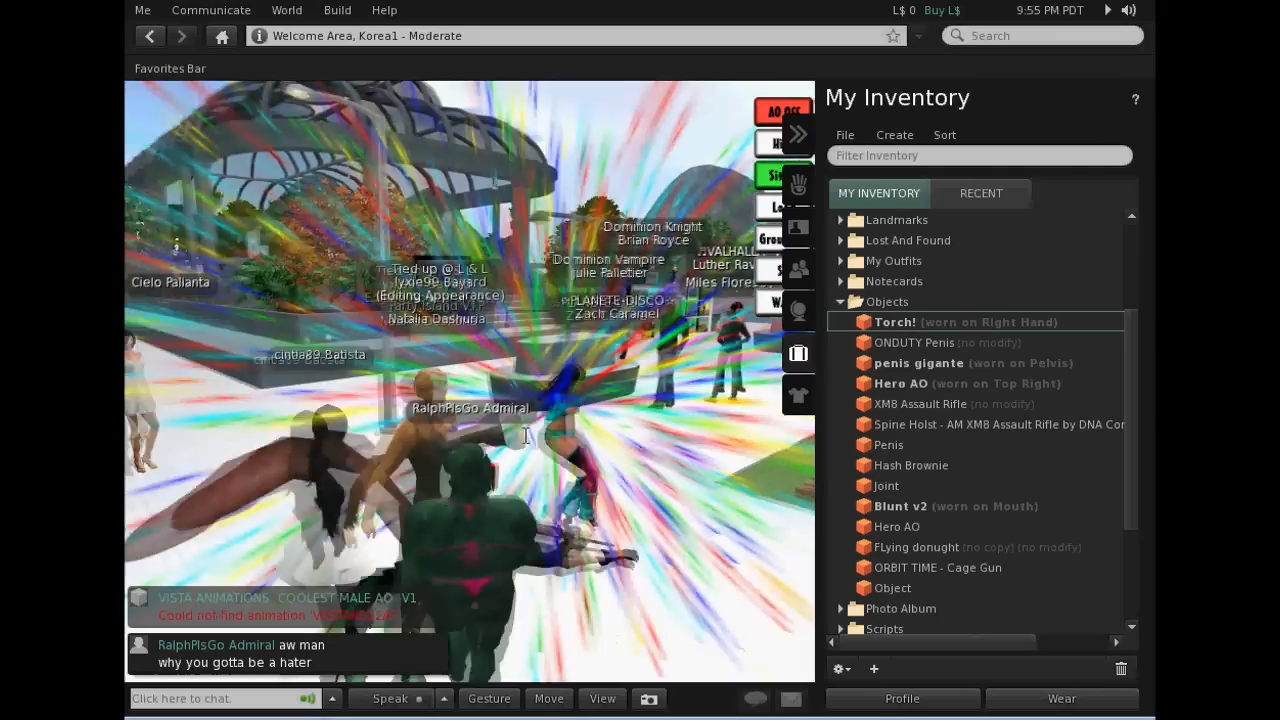 Me Communicate World Build Help L$ 0 Buy L$ 9:55 PM PDT
Welcome Area, Korea1 - Moderate
Search
Favorites Bar
AO OFF
Dominion Knight
Brian Royce
Dominion Vampire
Julie Palletier
Luther Rav
Miles Flores
Cielo Palianta
Tied up @ L & L
lyxie99 Bayard
(Editing Appearance)
Natalia Dashuria
☆PLANETE-DISCO☆
Zach Caramel
cintia89 Batista
RalphPlsGo Admiral
VISTA ANIMATIONS COOLEST MALE AO V1
Could not find animation
RalphPlsGo Admiral aw man
why you gotta be a hater
Click here to chat.
Speak
Gesture
Move
View
My Inventory
?
File Create Sort
Filter Inventory
MY INVENTORY RECENT
Landmarks
Lost And Found
My Outfits
Notecards
Objects
Torch! (worn on Right Hand)
ONDUTY Penis (no modify)
penis gigante (worn on Pelvis)
Hero AO (worn on Top Right)
XM8 Assault Rifle (no modify)
Spine Holst - AM XM8 Assault Rifle by DNA Cor
Penis
Hash Brownie
Joint
Blunt v2 (worn on Mouth)
Hero AO
FLying donught (no copy) (no modify)
ORBIT TIME - Cage Gun
Object
Photo Album
Scripts
Profile
Wear